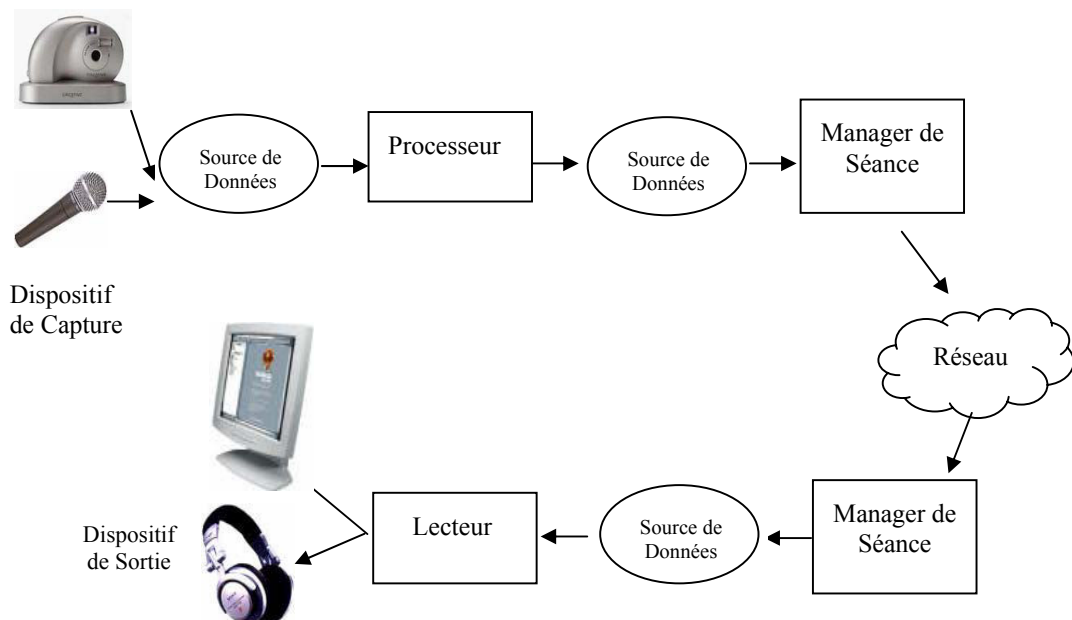 Source de
Données
Processeur
Source de
Données
Manager de
Séance
Dispositif
de Capture
Réseau
Dispositif
de Sortie
Lecteur
Source de
Données
Manager de
Séance